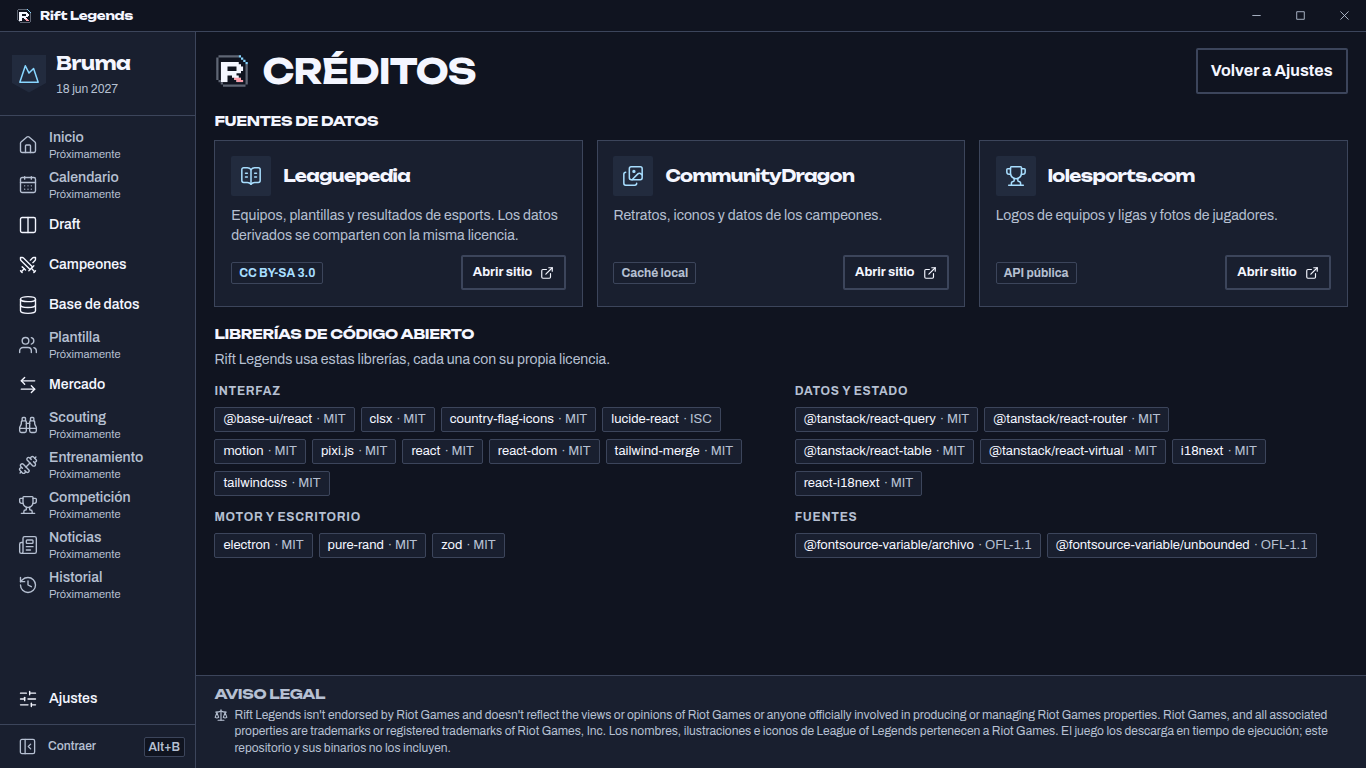 Rift Legends
Bruma
18 jun 2027
Inicio
Próximamente
Calendario
Próximamente
Draft
Campeones
Base de datos
Plantilla
Próximamente
Mercado
Scouting
Próximamente
Entrenamiento
Próximamente
Competición
Próximamente
Noticias
Próximamente
Historial
Próximamente
Ajustes
Contraer Alt+B
R CRÉDITOS
Volver a Ajustes
FUENTES DE DATOS
Leaguepedia
Equipos, plantillas y resultados de esports. Los datos
derivados se comparten con la misma licencia.
CC BY-SA 3.0 Abrir sitio
CommunityDragon
Retratos, iconos y datos de los campeones.
Caché local Abrir sitio
lolesports.com
Logos de equipos y ligas y fotos de jugadores.
API pública Abrir sitio
LIBRERÍAS DE CÓDIGO ABIERTO
Rift Legends usa estas librerías, cada una con su propia licencia.
INTERFAZ
@base-ui/react · MIT clsx · MIT country-flag-icons · MIT lucide-react · ISC
motion · MIT pixi.js · MIT react · MIT react-dom · MIT tailwind-merge · MIT
tailwindcss · MIT
DATOS Y ESTADO
@tanstack/react-query · MIT @tanstack/react-router · MIT
@tanstack/react-table · MIT @tanstack/react-virtual · MIT i18next · MIT
react-i18next · MIT
MOTOR Y ESCRITORIO
electron · MIT pure-rand · MIT zod · MIT
FUENTES
@fontsource-variable/archivo · OFL-1.1 @fontsource-variable/unbounded · OFL-1.1
AVISO LEGAL
Rift Legends isn't endorsed by Riot Games and doesn't reflect the views or opinions of Riot Games or anyone officially involved in producing or managing Riot Games properties. Riot Games, and all associated
properties are trademarks or registered trademarks of Riot Games, Inc. Los nombres, ilustraciones e iconos de League of Legends pertenecen a Riot Games. El juego los descarga en tiempo de ejecución; este
repositorio y sus binarios no los incluyen.